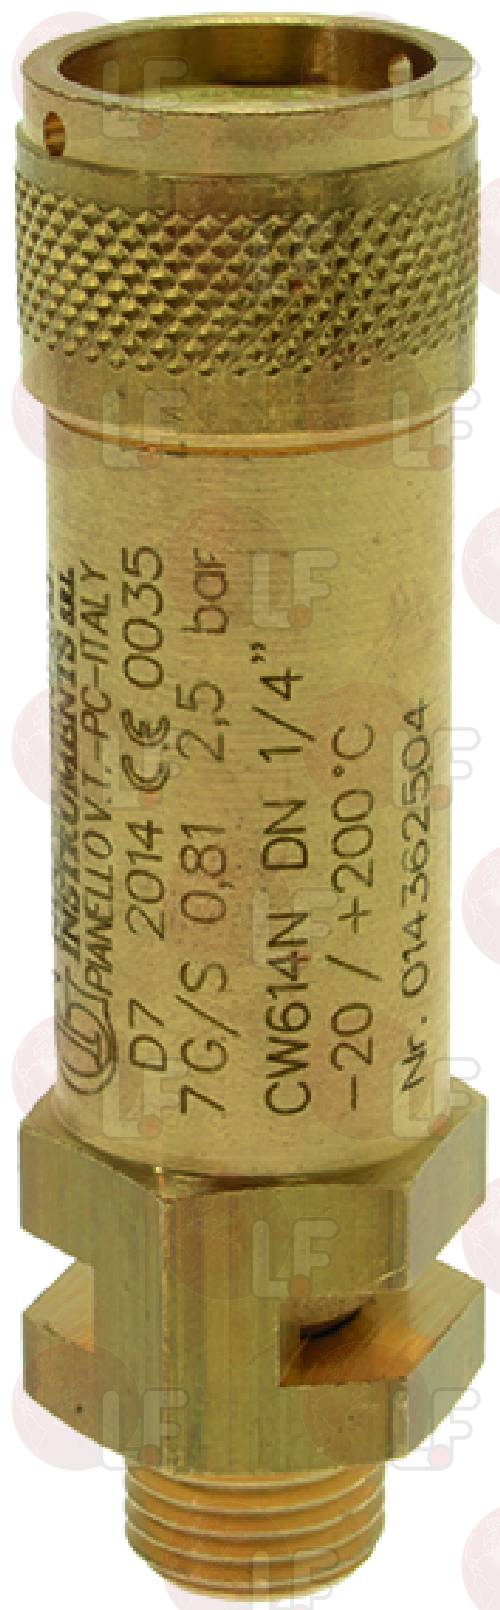 INSTRUMENTS S.R.L.
PIANELLO V.T.-PC-ITALY
D7 2014 CE 0035
7G/S 0,81 2,5 bar
CW614N DN 1/4"
-20 / +200°C
Nr. 014362504
LF